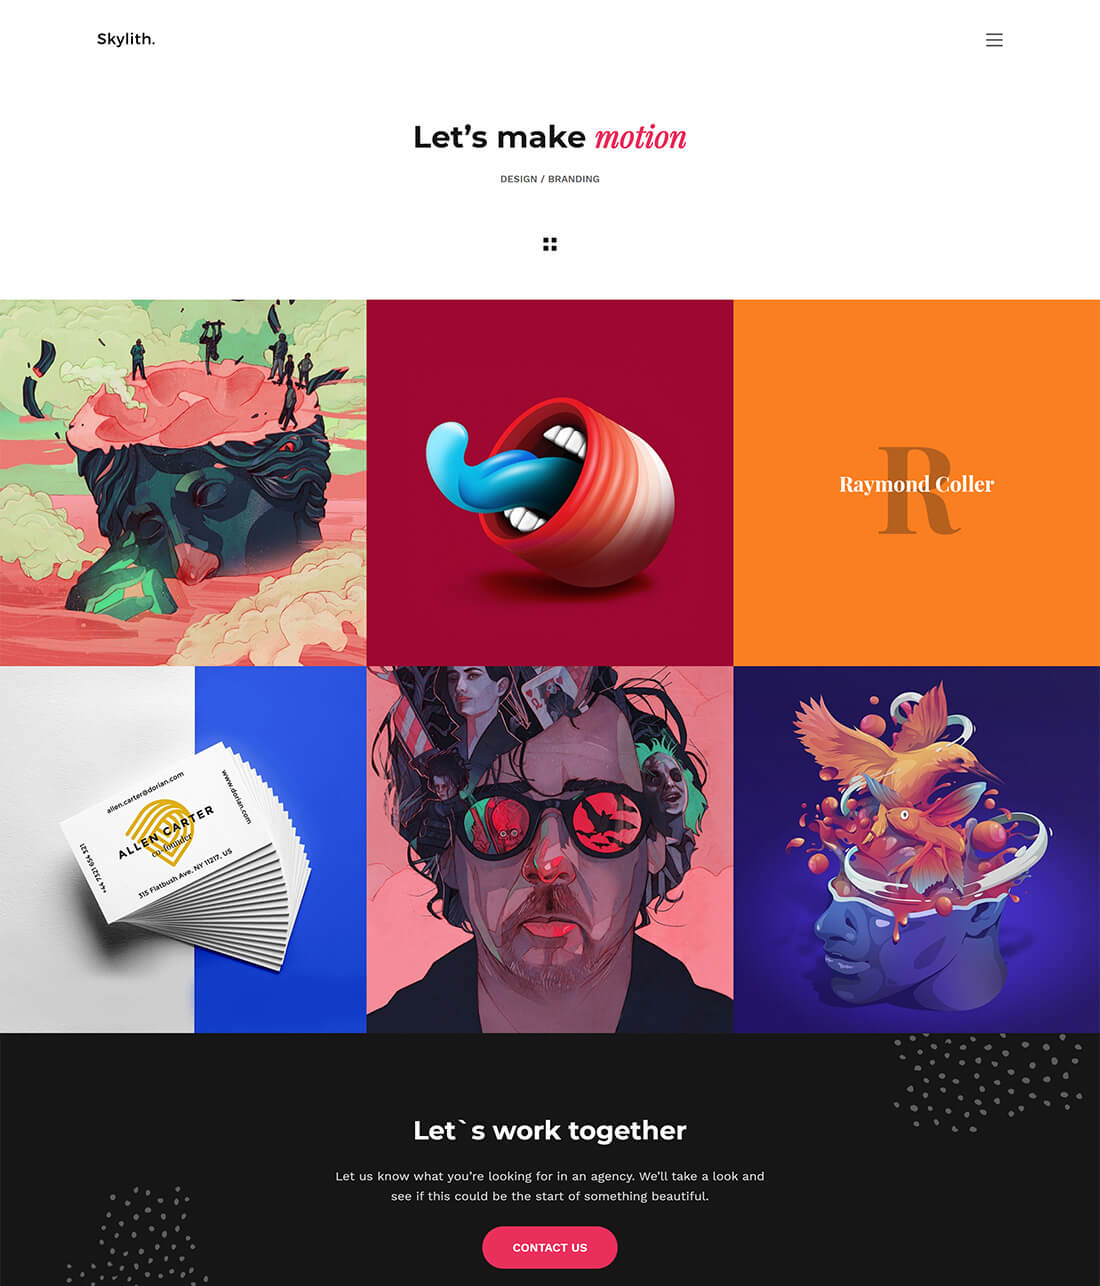 Skylith.
Let’s make motion
DESIGN / BRANDING
R
Raymond Coller
allen.carter@dorian.com
www.dorian.com
ALLEN CARTER
co-founder
+44 7321 654 321
315 Flatbush Ave, NY 11217, US
Let`s work together
Let us know what you’re looking for in an agency. We’ll take a look and
see if this could be the start of something beautiful.
CONTACT US